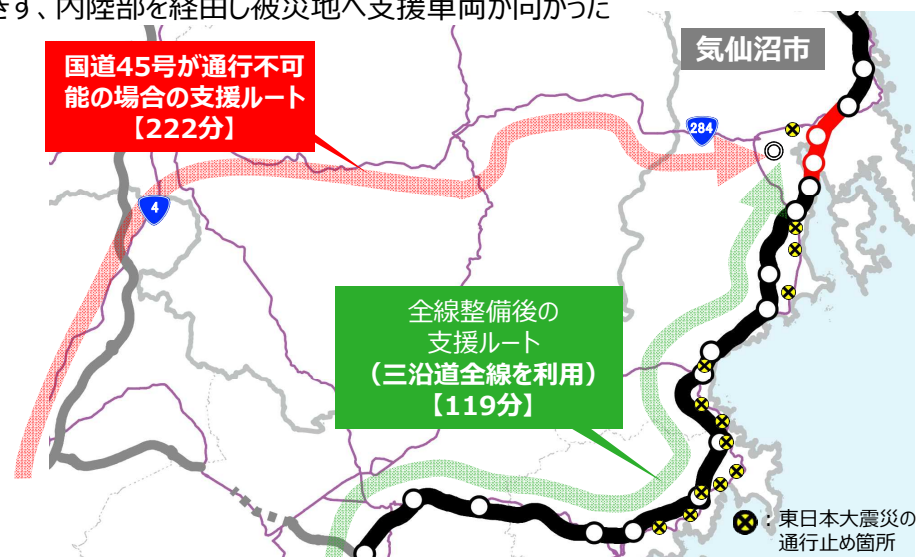 きず、内陸部を経由し被災地へ支援車両が向かった
国道45号が通行不可
能の場合の支援ルート
【222分】
気仙沼市
284
4
全線整備後の
支援ルート
（三沿道全線を利用）
【119分】
：東日本大震災の
通行止め箇所